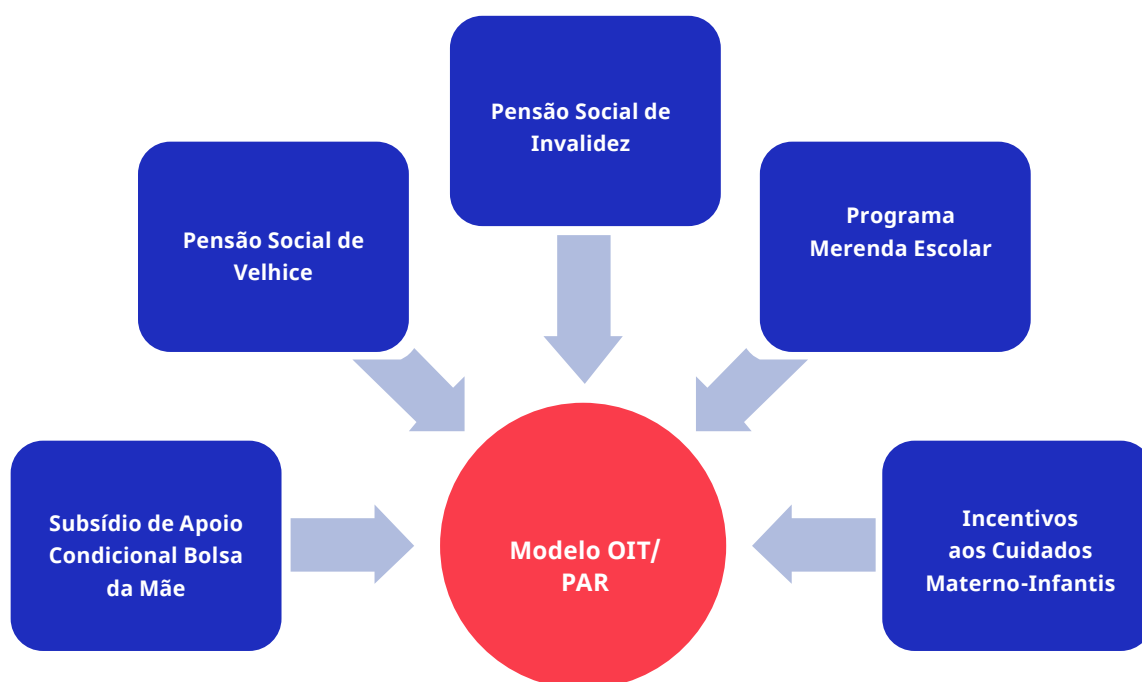 Pensão Social de
Invalidez
Pensão Social de
Velhice
Programa
Merenda Escolar
Subsídio de Apoio
Condicional Bolsa
da Mãe
Modelo OIT/
PAR
Incentivos
aos Cuidados
Materno-Infantis